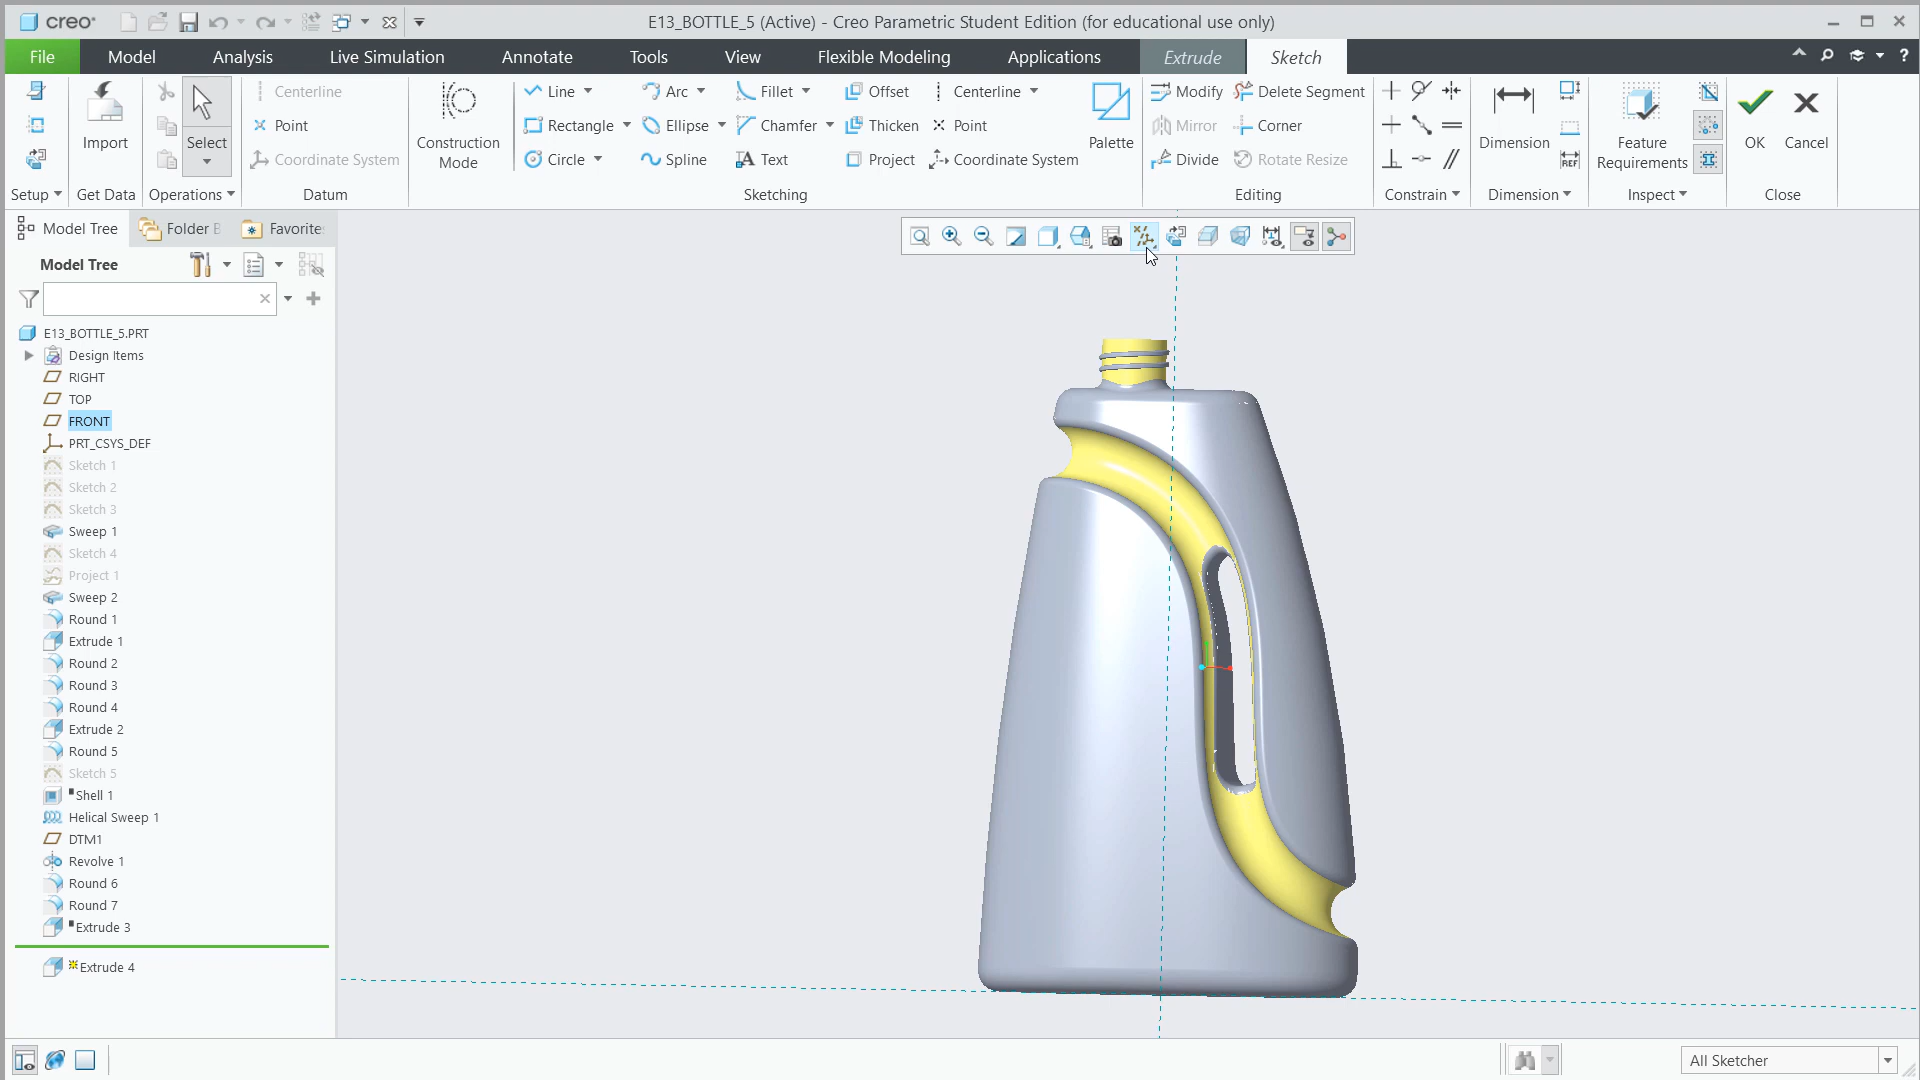 creo
E13_BOTTLE_5 (Active) - Creo Parametric Student Edition (for educational use only)
File
Model
Analysis
Live Simulation
Annotate
Tools
View
Flexible Modeling
Applications
Extrude
Sketch
Import
Select
Centerline
Point
Coordinate System
Construction
Mode
Line
Arc
Fillet
Offset
Centerline
Rectangle
Ellipse
Chamfer
Thicken
Point
Circle
Spline
Text
Project
Coordinate System
Palette
Modify
Delete Segment
Mirror
Corner
Divide
Rotate Resize
Dimension
REF
Feature
Requirements
OK
Cancel
Setup
Get Data
Operations
Datum
Sketching
Editing
Constrain
Dimension
Inspect
Close
Model Tree
Folder B
Favorite
Model Tree
E13_BOTTLE_5.PRT
Design Items
RIGHT
TOP
FRONT
PRT_CSYS_DEF
Sketch 1
Sketch 2
Sketch 3
Sweep 1
Sketch 4
Project 1
Sweep 2
Round 1
Extrude 1
Round 2
Round 3
Round 4
Extrude 2
Round 5
Sketch 5
Shell 1
Helical Sweep 1
DTM1
Revolve 1
Round 6
Round 7
Extrude 3
Extrude 4
All Sketcher